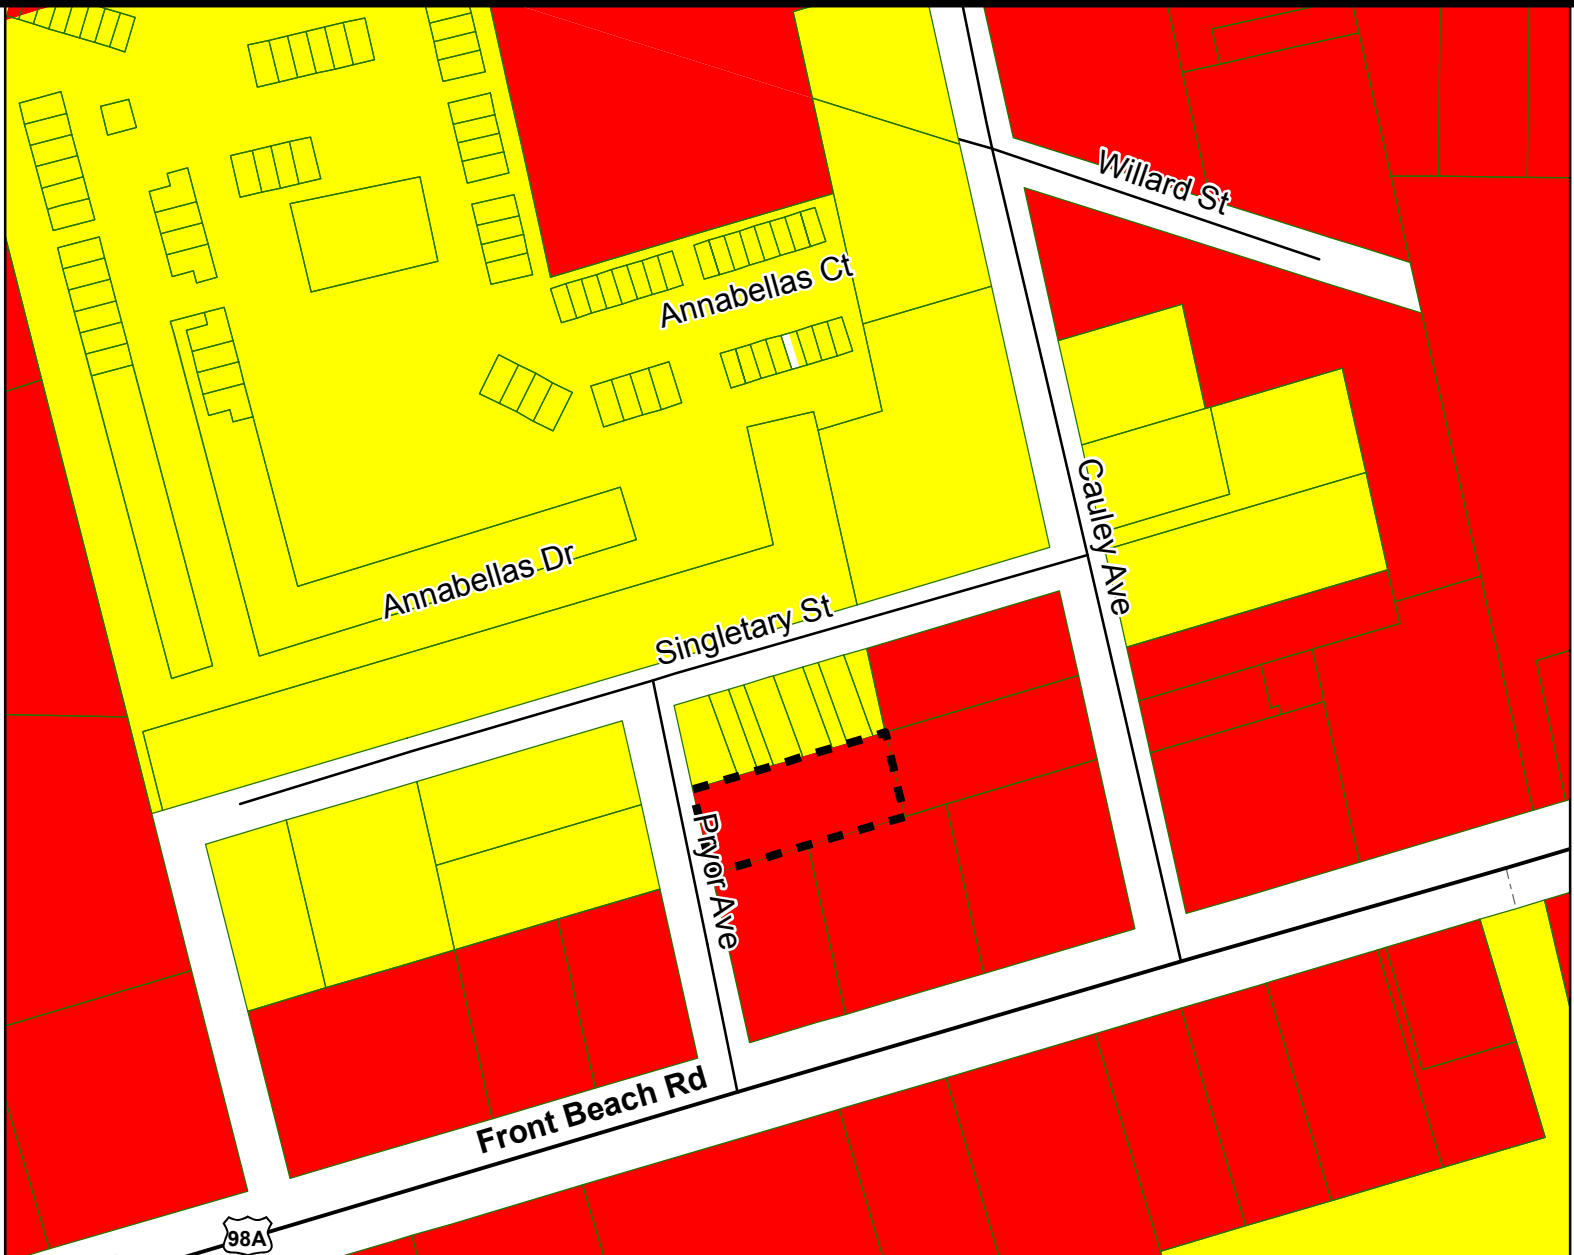 Willard St
Annabellas Ct
Cauley Ave
Annabellas Dr
Singletary St
Pryor Ave
Front Beach Rd
98A